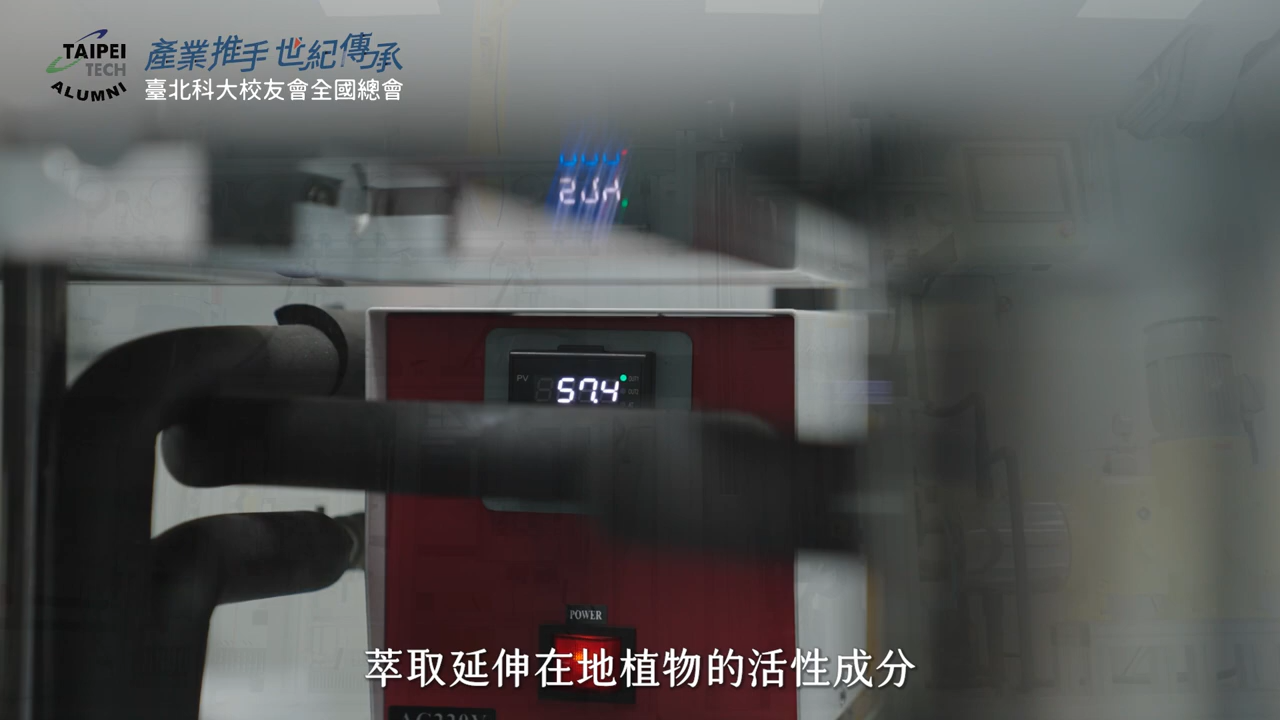 TAIPEI
TECH
ALUMNI
產業推手 世紀傳承
臺北科大校友會全國總會
PV
57.4
POWER
萃取延伸在地植物的活性成分